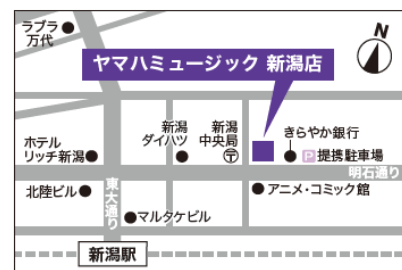 ラブラ
万代
N
ヤマハミュージック 新潟店
新潟
ダイハツ
新潟
中央局
〒
きらやか銀行
P 提携駐車場
ホテル
リッチ新潟
明石通り
北陸ビル
東大通り
アニメ・コミック館
マルタケビル
新潟駅